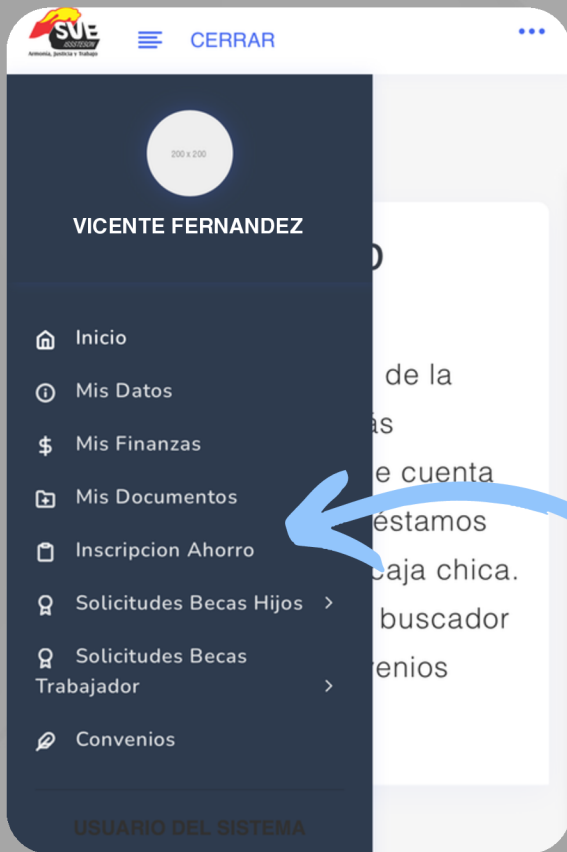 SUE
ISSSTESON
Armonía, Justicia y Trabajo
CERRAR
200 x 200
VICENTE FERNANDEZ
Inicio
Mis Datos
Mis Finanzas
Mis Documentos
Inscripcion Ahorro
Solicitudes Becas Hijos
Solicitudes Becas
Trabajador
Convenios
USUARIO DEL SISTEMA
de la
ás
e cuenta
éstamos
caja chica.
buscador
enios